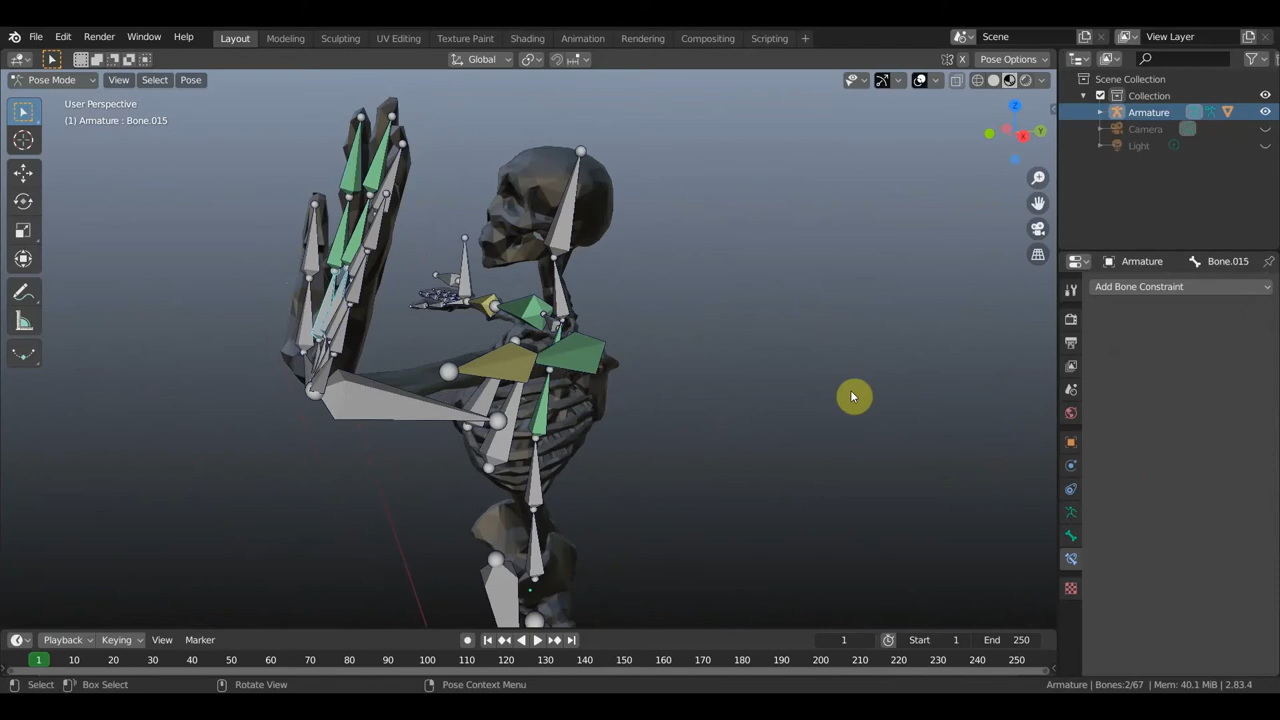 File Edit Render Window Help Layout Modeling Sculpting UV Editing Texture Paint Shading Animation Rendering Compositing Scripting + Scene View Layer
Global X Pose Options
Pose Mode View Select Pose
User Perspective
(1) Armature : Bone.015
Z
Y
X
Scene Collection
Collection
Armature
Camera
Light
Armature Bone.015
Add Bone Constraint
Playback Keying View Marker 1 Start 1 End 250
1 10 20 30 40 50 60 70 80 90 100 110 120 130 140 150 160 170 180 190 200 210 220 230 240 250
Select Box Select Rotate View Pose Context Menu Armature | Bones:2/67 | Mem: 40.1 MiB | 2.83.4